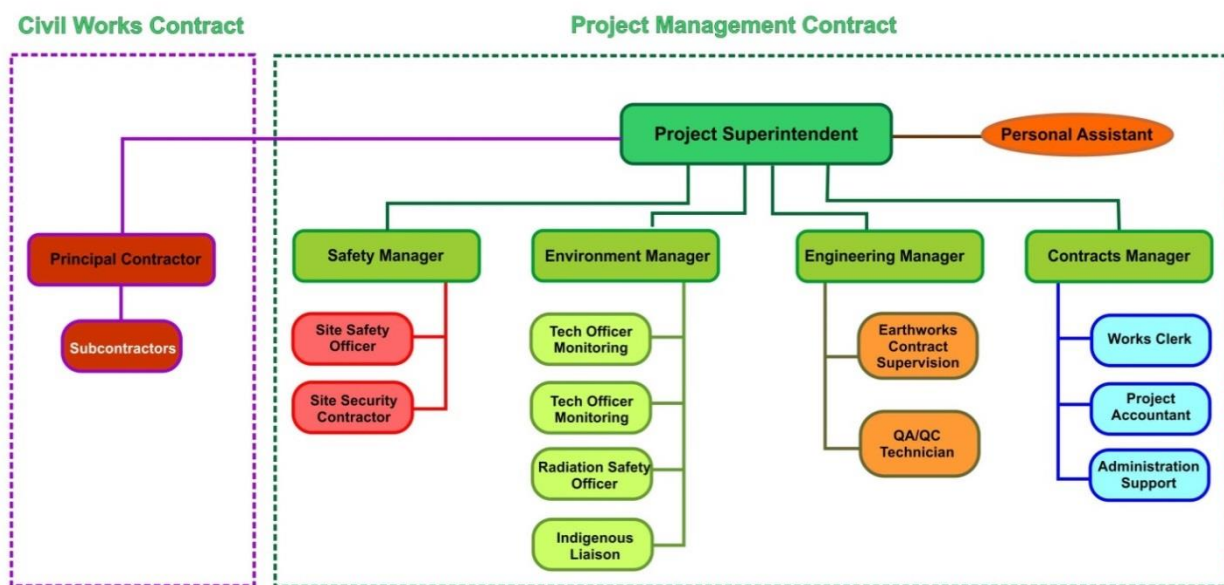 Civil Works Contract
Project Management Contract
Project Superintendent
Personal Assistant
Principal Contractor
Subcontractors
Safety Manager
Site Safety
Officer
Site Security
Contractor
Environment Manager
Tech Officer
Monitoring
Tech Officer
Monitoring
Radiation Safety
Officer
Indigenous
Liaison
Engineering Manager
Earthworks
Contract
Supervision
QA/QC
Technician
Contracts Manager
Works Clerk
Project
Accountant
Administration
Support